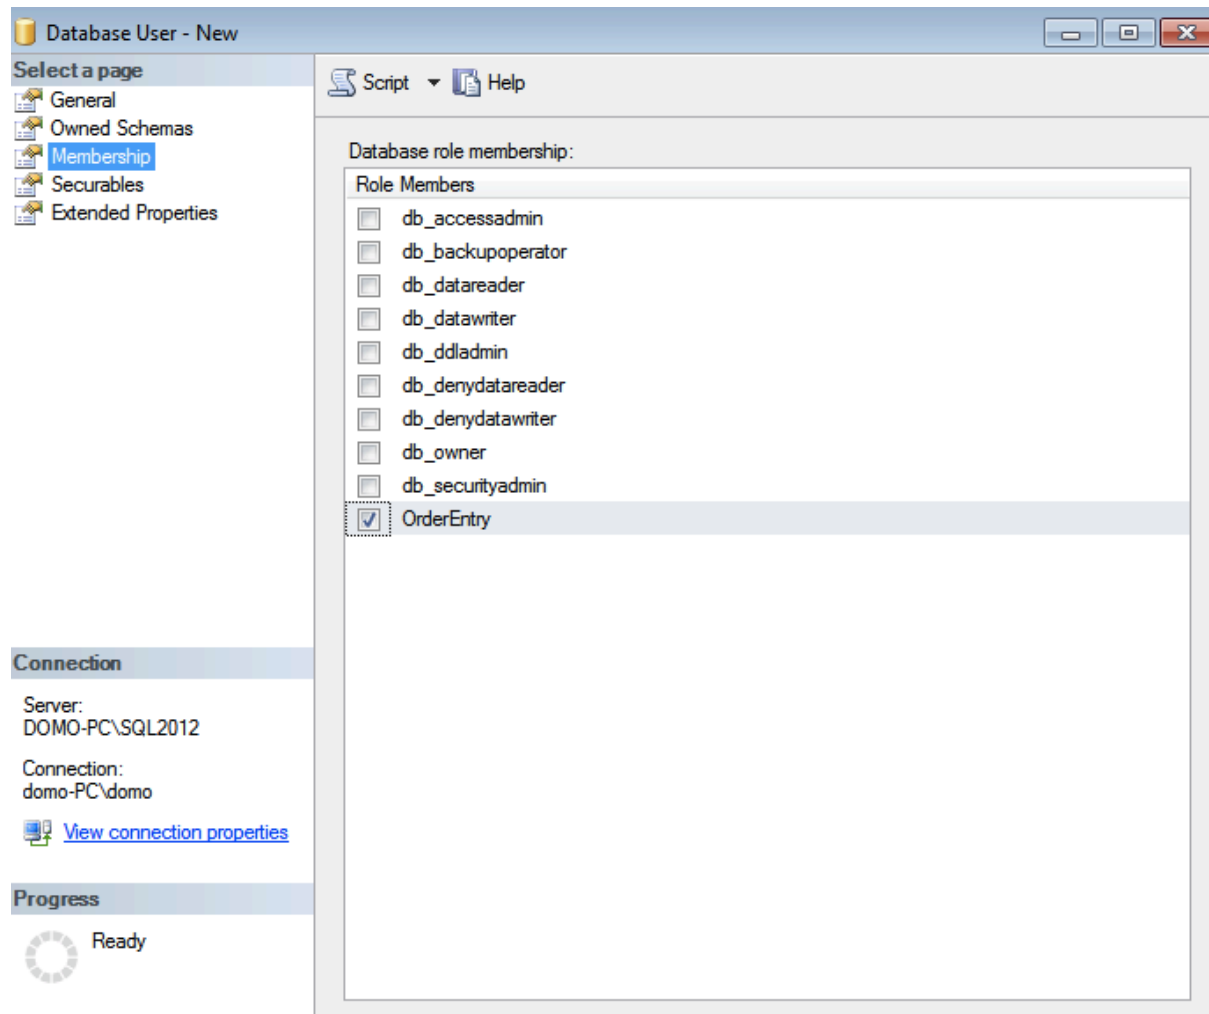 Database User - New
Select a page
General
Owned Schemas
Membership
Securables
Extended Properties
Script
Help
Database role membership:
Role Members
db_accessadmin
db_backupoperator
db_datareader
db_datawriter
db_ddladmin
db_denydatareader
db_denydatawriter
db_owner
db_securityadmin
OrderEntry
Connection
Server:
DOMO-PC\SQL2012
Connection:
domo-PC\domo
View connection properties
Progress
Ready